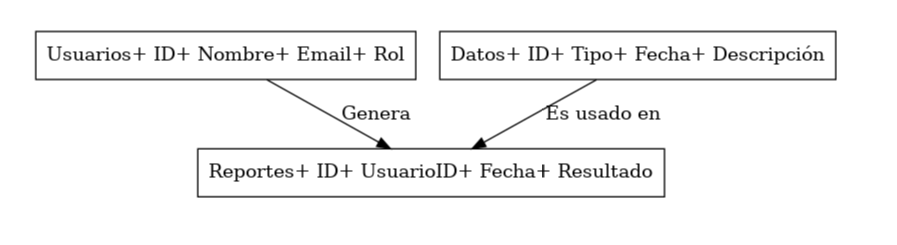 Usuarios+ ID+ Nombre+ Email+ Rol
Datos+ ID+ Tipo+ Fecha+ Descripción
Genera
Es usado en
Reportes+ ID+ UsuarioID+ Fecha+ Resultado